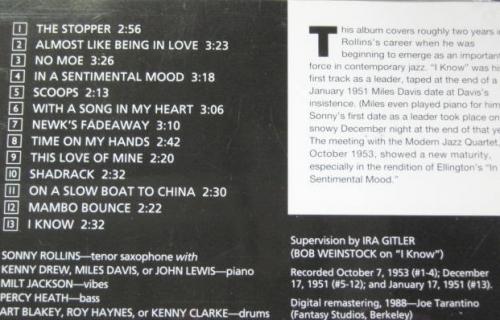 1 THE STOPPER 2:56
2 ALMOST LIKE BEING IN LOVE 3:23
3 NO MOE 3:26
4 IN A SENTIMENTAL MOOD 3:18
5 SCOOPS 2:13
6 WITH A SONG IN MY HEART 3:06
7 NEWK'S FADEAWAY 3:10
8 TIME ON MY HANDS 2:42
9 THIS LOVE OF MINE 2:20
10 SHADRACK 2:32
11 ON A SLOW BOAT TO CHINA 2:30
12 MAMBO BOUNCE 2:22
13 I KNOW 2:32
SONNY ROLLINS—tenor saxophone with
KENNY DREW, MILES DAVIS, or JOHN LEWIS—piano
MILT JACKSON—vibes
PERCY HEATH—bass
ART BLAKEY, ROY HAYNES, or KENNY CLARKE—drums
This album covers roughly two years
Rollins's career when he was
beginning to emerge as an important
force in contemporary jazz. "I Know" was his
first track as a leader, taped at the end of a
January 1951 Miles Davis date at Davis's
insistence. (Miles even played piano for him
Sonny's first date as a leader took place on
snowy December night at the end of that ye
The meeting with the Modern Jazz Quartet,
October 1953, showed a new maturity,
especially in the rendition of Ellington's "In
Sentimental Mood."
Supervision by IRA GITLER
(BOB WEINSTOCK on "I Know")
Recorded October 7, 1953 (#1-4); December
17, 1951 (#5-12); and January 17, 1951 (#13).
Digital remastering, 1988—Joe Tarantino
(Fantasy Studios, Berkeley)